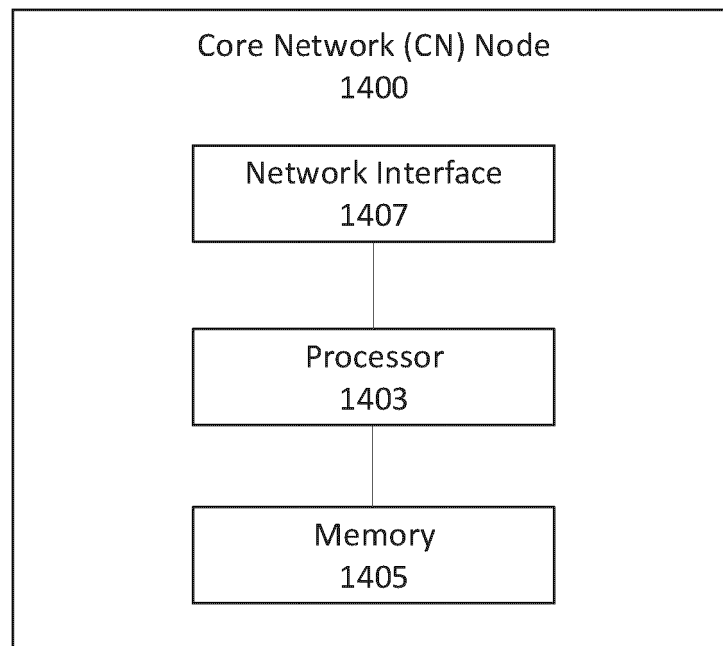 Core Network (CN) Node
1400
Network Interface
1407
Processor
1403
Memory
1405